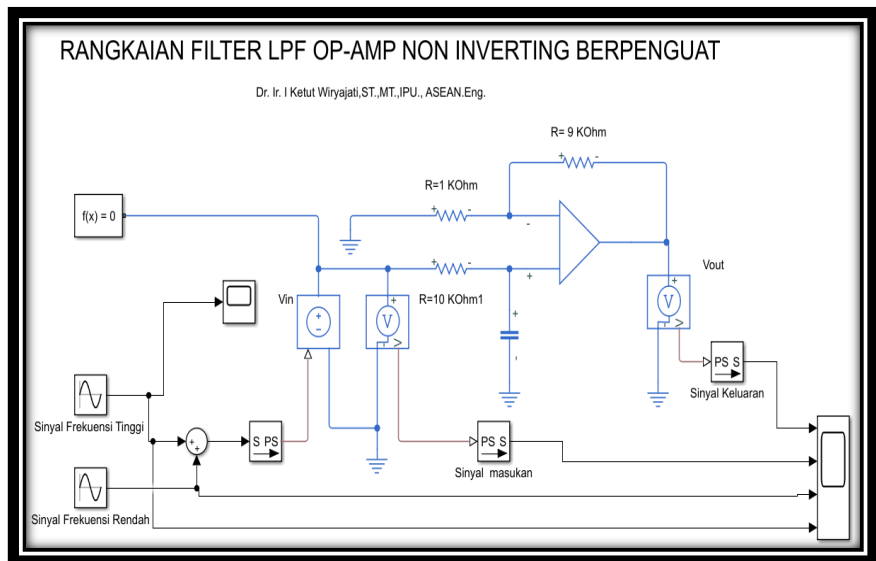 RANGKAIAN FILTER LPF OP-AMP NON INVERTING BERPENGUAT
Dr. Ir. I Ketut Wiryajati,ST.,MT.,IPU., ASEAN.Eng.
R= 9 KOhm
+ -
R=1 KOhm
+ -
f(x) = 0
-
+ -
+
Vin
R=10 KOhm1
Vout
+
-
+
V
+
-
+
V
PS S
Sinyal Keluaran
Sinyal Frekuensi Tinggi
+
+
S PS
PS S
Sinyal masukan
Sinyal Frekuensi Rendah